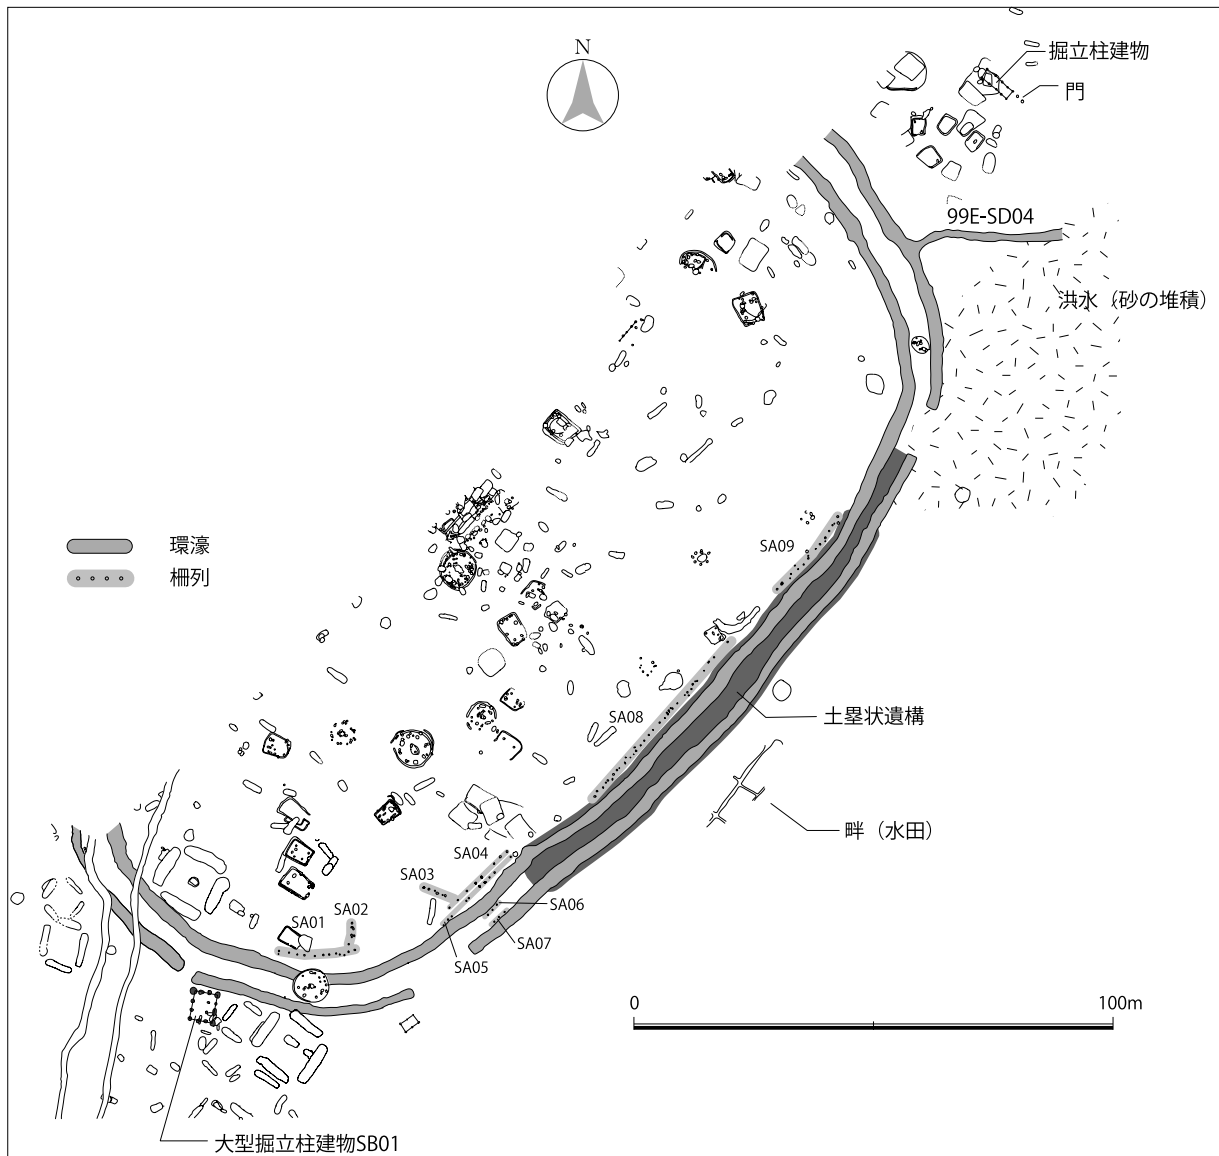 N
掘立柱建物
門
99E-SD04
洪水（砂の堆積）
環濠
柵列
SA09
SA08
土塁状遺構
畔（水田）
SA04
SA03
SA02
SA01
SA06
SA07
SA05
0 100m
大型掘立柱建物SB01